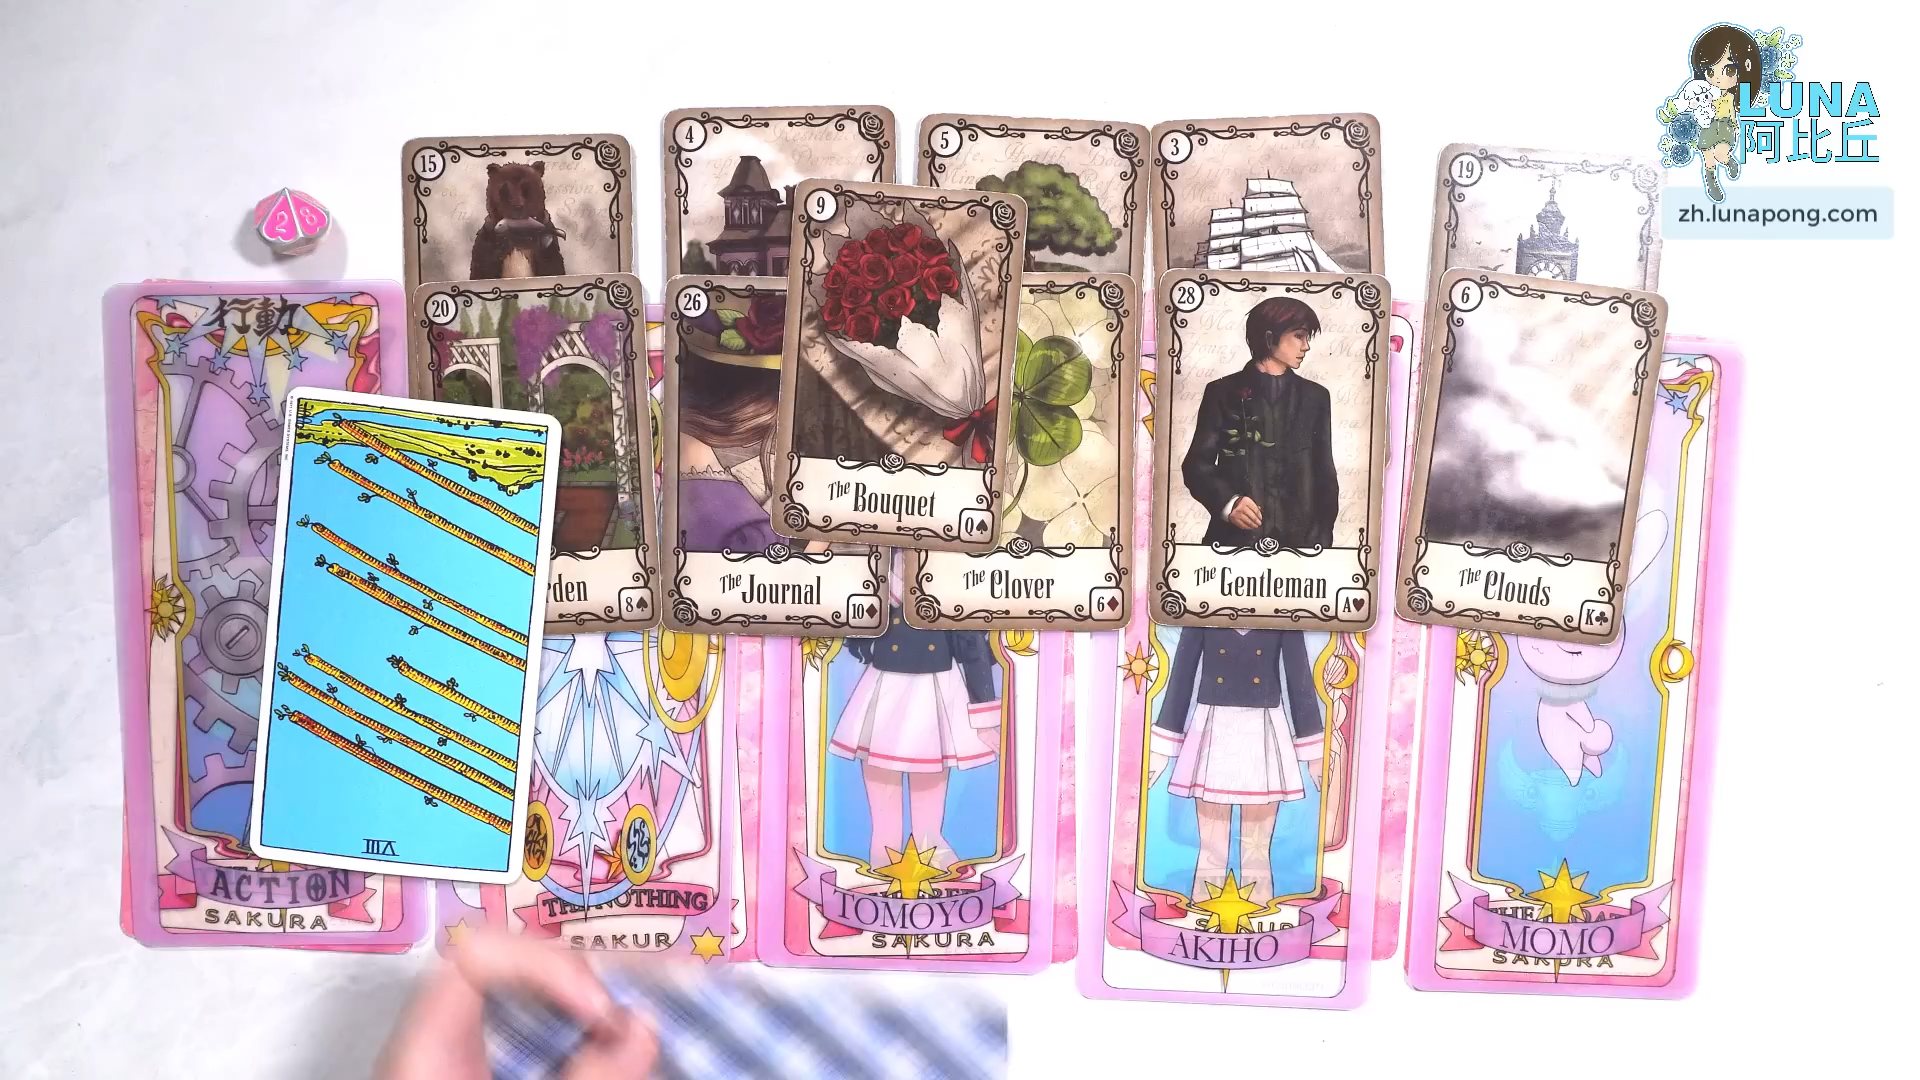 LUNA
阿比丘
zh.lunapong.com
15
4
9
5
3
19
2 8
20
26
28
6
行動
The Bouquet
Q♠
rden
8♠
The Journal
10♦
The Clover
6♦
The Gentleman
A♥
The Clouds
K♣
VIII
ACTION
SAKURA
THE NOTHING
SAKUR
TOMOYO
SAKURA
AKIHO
MOMO
SAKURA